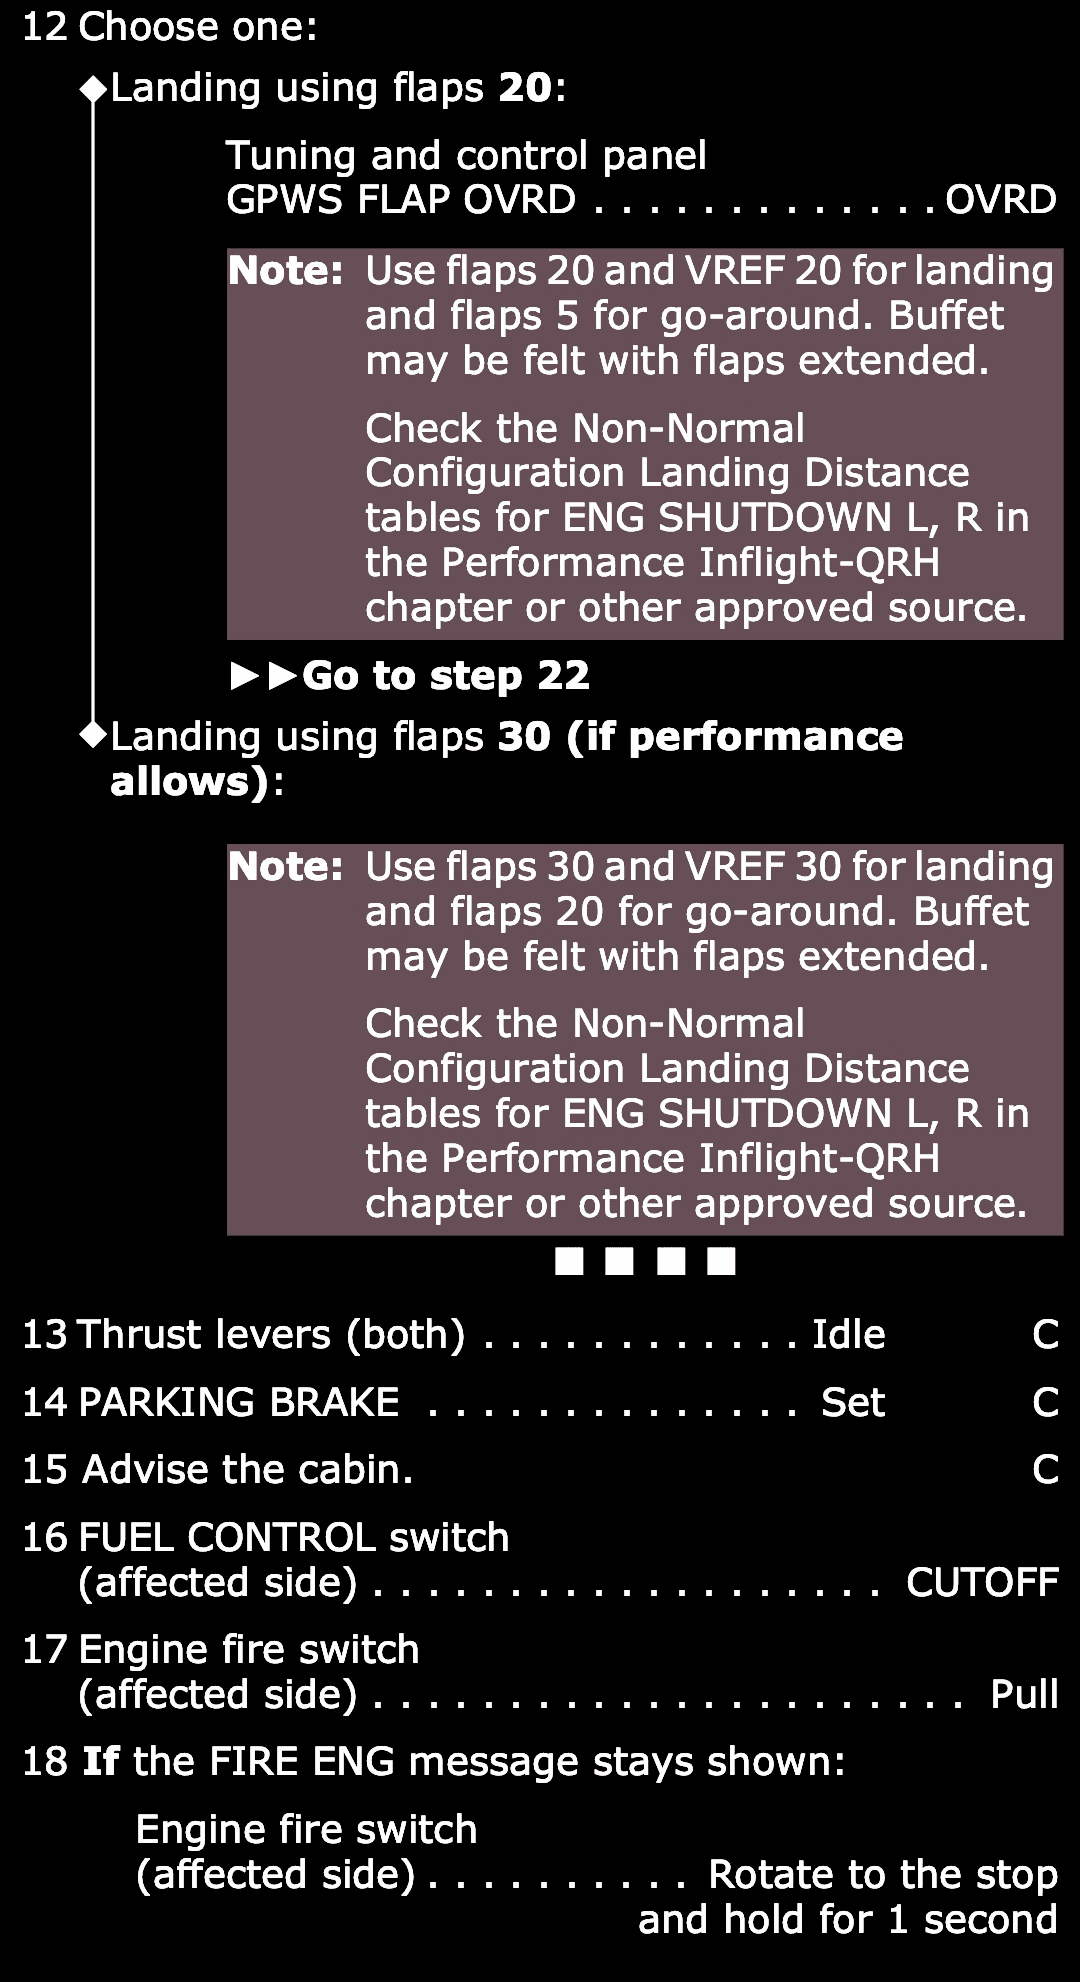 12 Choose one:
◆Landing using flaps 20:
Tuning and control panel
GPWS FLAP OVRD . . . . . . . . . . . . . OVRD
Note: Use flaps 20 and VREF 20 for landing
and flaps 5 for go-around. Buffet
may be felt with flaps extended.
Check the Non-Normal
Configuration Landing Distance
tables for ENG SHUTDOWN L, R in
the Performance Inflight-QRH
chapter or other approved source.
►►Go to step 22
◆Landing using flaps 30 (if performance
allows):
Note: Use flaps 30 and VREF 30 for landing
and flaps 20 for go-around. Buffet
may be felt with flaps extended.
Check the Non-Normal
Configuration Landing Distance
tables for ENG SHUTDOWN L, R in
the Performance Inflight-QRH
chapter or other approved source.
■ ■ ■ ■
13 Thrust levers (both) . . . . . . . . . . . . Idle C
14 PARKING BRAKE . . . . . . . . . . . . . . Set C
15 Advise the cabin. C
16 FUEL CONTROL switch
(affected side) . . . . . . . . . . . . . . . . . . . CUTOFF
17 Engine fire switch
(affected side) . . . . . . . . . . . . . . . . . . . . . . Pull
18 If the FIRE ENG message stays shown:
Engine fire switch
(affected side) . . . . . . . . . . Rotate to the stop
and hold for 1 second